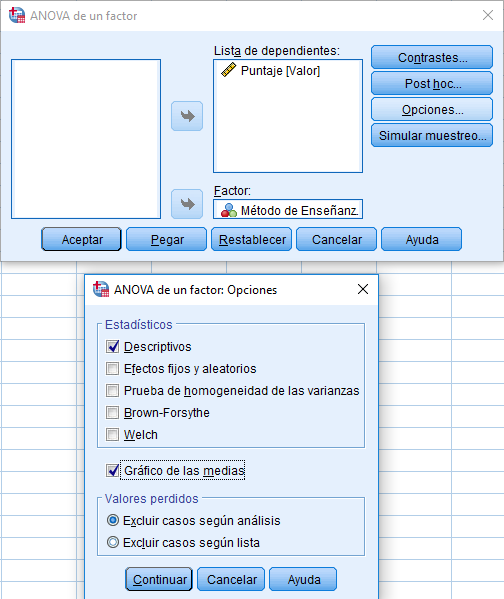 ANOVA de un factor
Lista de dependientes:
Puntaje [Valor]
Contrastes...
Post hoc...
Opciones...
Simular muestreo...
Factor:
Método de Enseñanz.
Aceptar Pegar Restablecer Cancelar Ayuda
ANOVA de un factor: Opciones
Estadísticos
Descriptivos
Efectos fijos y aleatorios
Prueba de homogeneidad de las varianzas
Brown-Forsythe
Welch
Gráfico de las medias
Valores perdidos
Excluir casos según análisis
Excluir casos según lista
Continuar Cancelar Ayuda